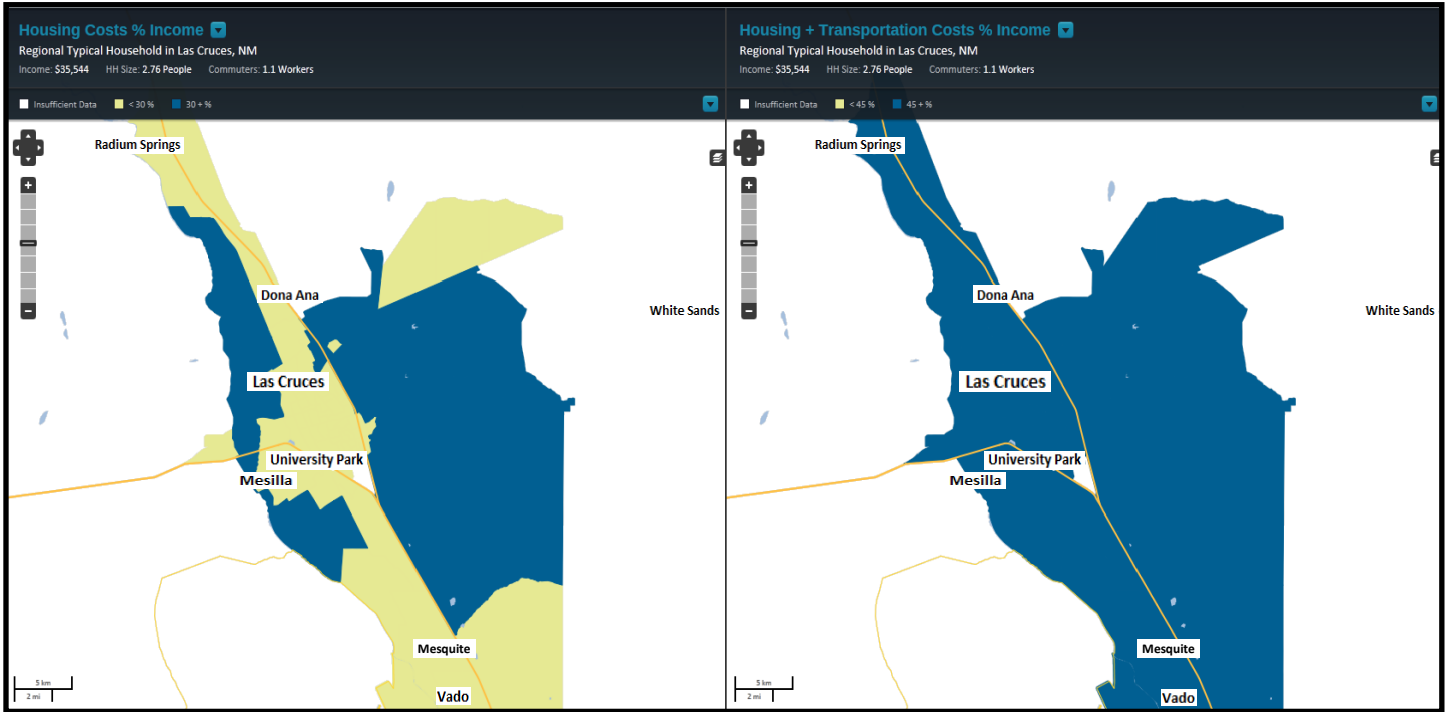 Housing Costs % Income
Regional Typical Household in Las Cruces, NM
Income: $35,544 HH Size: 2.76 People Commuters: 1.1 Workers
Insufficient Data < 30 % 30 + %
Radium Springs
Dona Ana
White Sands
Las Cruces
University Park
Mesilla
Mesquite
Vado
5 km
2 mi
Housing + Transportation Costs % Income
Regional Typical Household in Las Cruces, NM
Income: $35,544 HH Size: 2.76 People Commuters: 1.1 Workers
Insufficient Data < 45 % 45 + %
Radium Springs
Dona Ana
White Sands
Las Cruces
University Park
Mesilla
Mesquite
Vado
5 km
2 mi